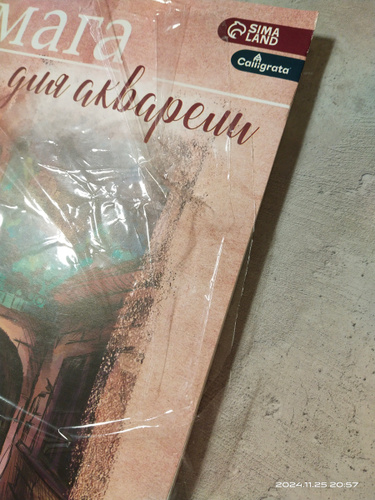 мага
SIMA
LAND
Calligrata
для акварели
2024.11.25 20:57